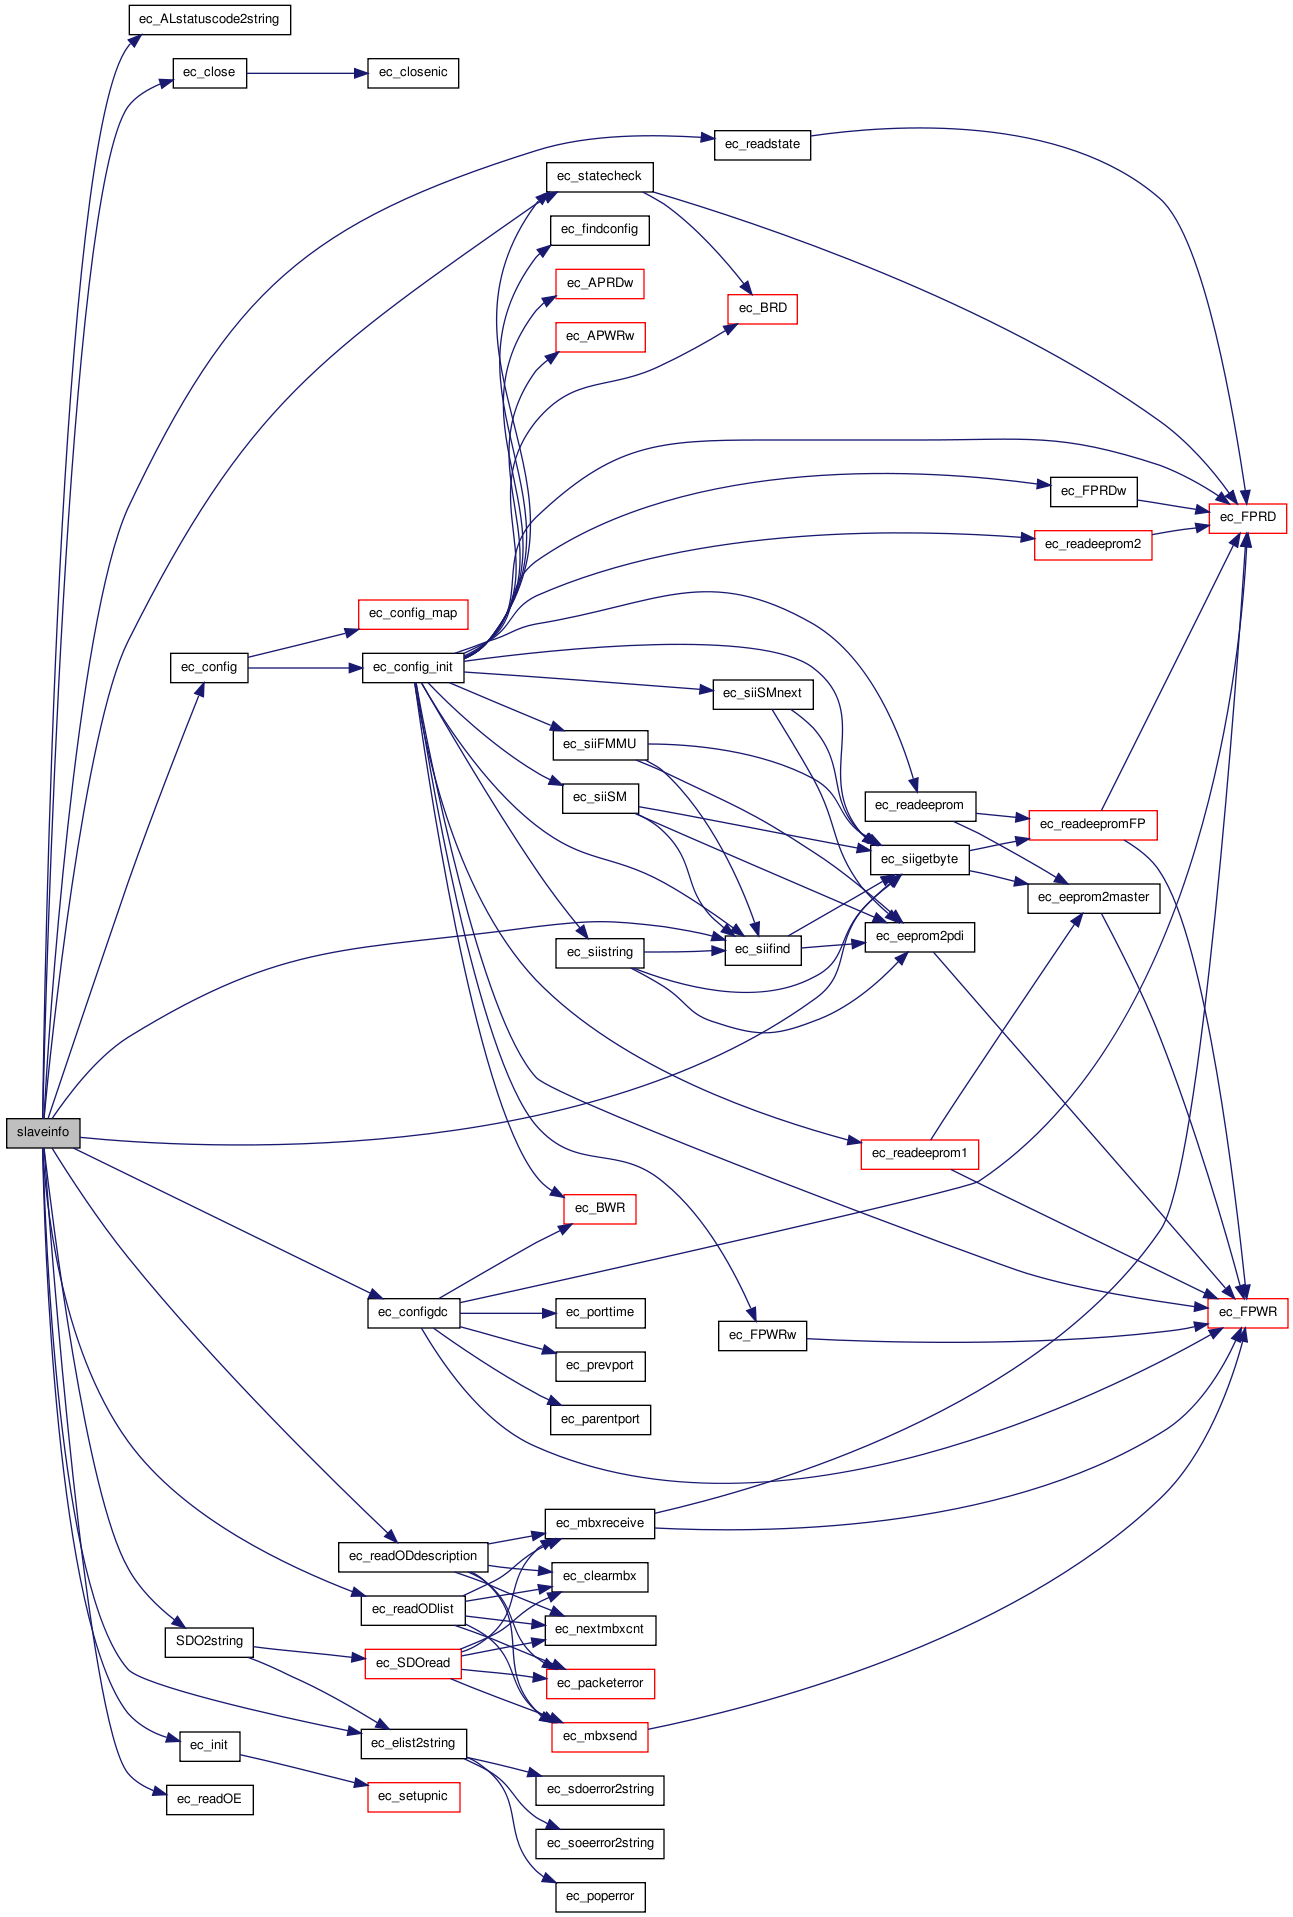 ec_ALstatuscode2string
ec_close
ec_closenic
ec_readstate
ec_statecheck
ec_findconfig
ec_APRDw
ec_BRD
ec_APWRw
ec_FPRDw
ec_FPRD
ec_readeeprom2
ec_config_map
ec_config
ec_config_init
ec_siiSMnext
ec_siiFMMU
ec_siiSM
ec_readeeprom
ec_readeepromFP
ec_siigetbyte
ec_eeprom2master
ec_siistring
ec_siifind
ec_eeprom2pdi
slaveinfo
ec_readeeprom1
ec_BWR
ec_configdc
ec_porttime
ec_FPWR
ec_FPWRw
ec_prevport
ec_parentport
ec_mbxreceive
ec_readODdescription
ec_clearmbx
ec_readODlist
ec_nextmbxcnt
SDO2string
ec_SDOread
ec_packeterror
ec_init
ec_elist2string
ec_mbxsend
ec_readOE
ec_setupnic
ec_sdoerror2string
ec_soeerror2string
ec_poperror